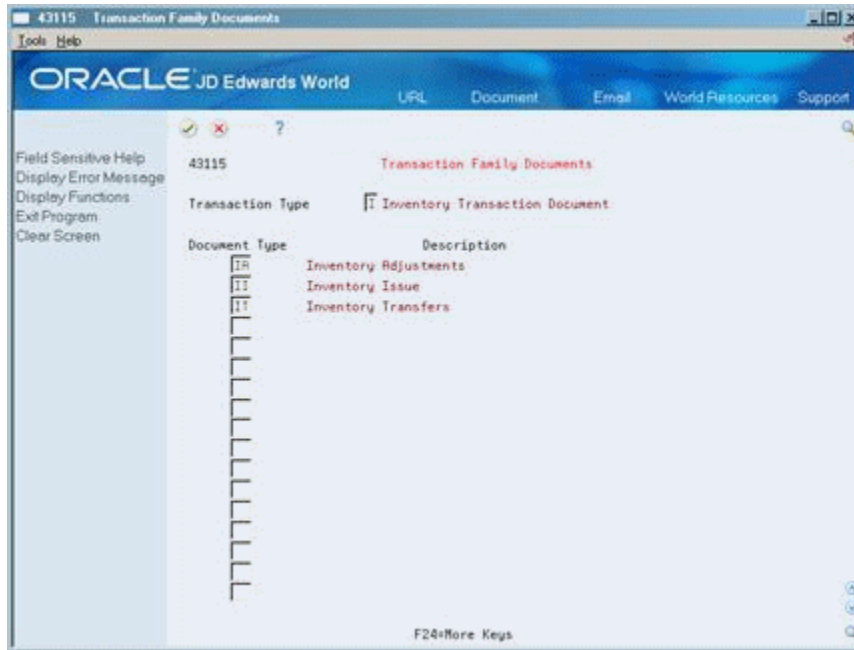 43115 Transaction Family Documents
Tools Help
ORACLE JD Edwards World
URL Document Email World Resources Support
?
Field Sensitive Help
Display Error Message
Display Functions
Exit Program
Clear Screen
43115 Transaction Family Documents
Transaction Type I Inventory Transaction Document
Document Type Description
IA Inventory Adjustments
II Inventory Issue
IT Inventory Transfers
F24=More Keys